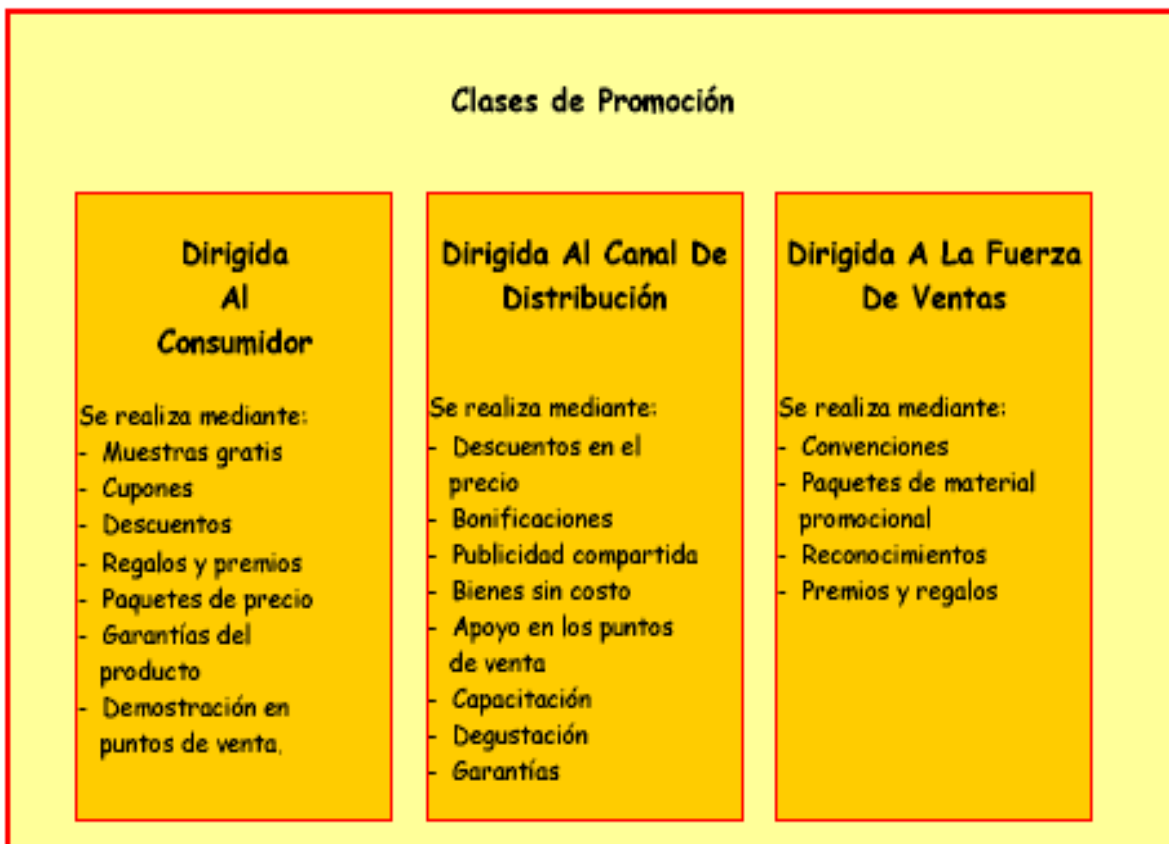 Clases de Promoción
Dirigida
Al
Consumidor
Se realiza mediante:
- Muestras gratis
- Cupones
- Descuentos
- Regalos y premios
- Paquetes de precio
- Garantías del
producto
- Demostración en
puntos de venta.
Dirigida Al Canal De
Distribución
Se realiza mediante:
- Descuentos en el
precio
- Bonificaciones
- Publicidad compartida
- Bienes sin costo
- Apoyo en los puntos
de venta
- Capacitación
- Degustación
- Garantías
Dirigida A La Fuerza
De Ventas
Se realiza mediante:
- Convenciones
- Paquetes de material
promocional
- Reconocimientos
- Premios y regalos